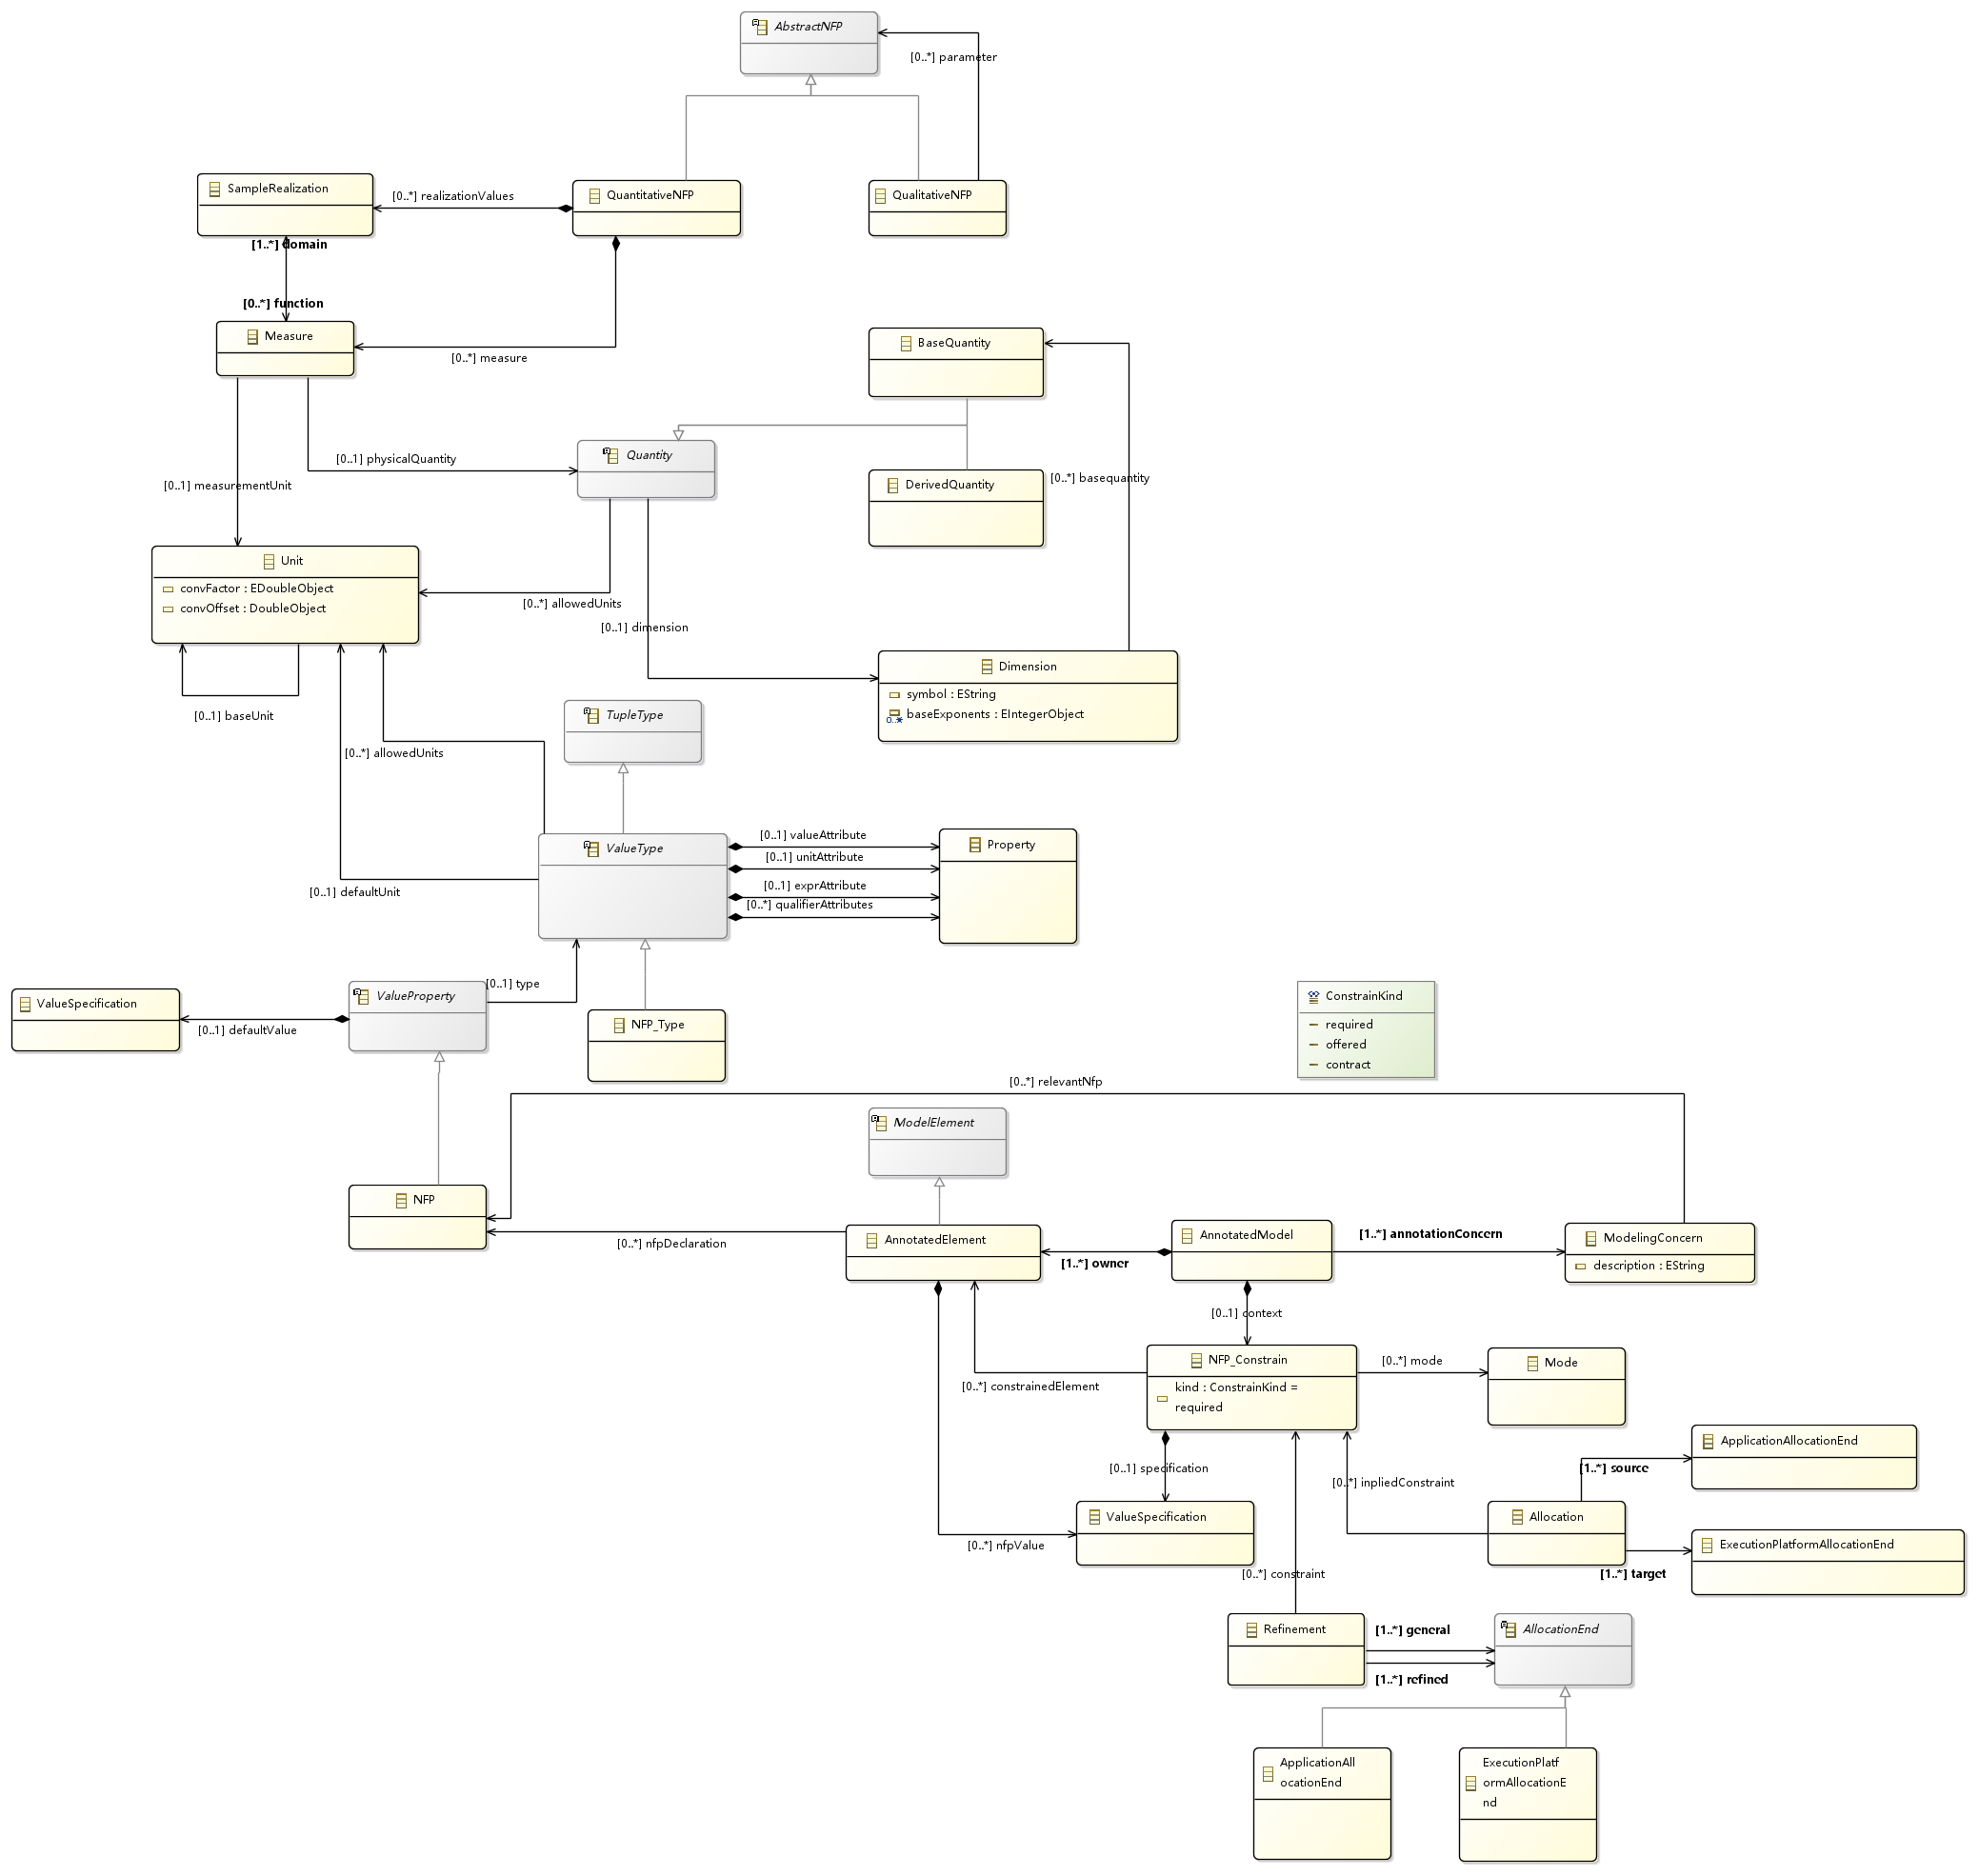 AbstractNFP
[0..*] parameter
SampleRealization
[0..*] realizationValues
QuantitativeNFP
QualitativeNFP
[1..*] domain
[0..*] function
Measure
[0..*] measure
BaseQuantity
[0..1] physicalQuantity
Quantity
[0..*] basequantity
DerivedQuantity
[0..1] measurementUnit
Unit
convFactor : EDoubleObject
convOffset : DoubleObject
[0..*] allowedUnits
[0..1] dimension
Dimension
symbol : EString
0..*
baseExponents : EIntegerObject
[0..1] baseUnit
TupleType
[0..*] allowedUnits
[0..1] defaultUnit
ValueType
[0..1] valueAttribute
[0..1] unitAttribute
[0..1] exprAttribute
[0..*] qualifierAttributes
Property
ValueSpecification
[0..1] defaultValue
ValueProperty
[0..1] type
NFP_Type
ConstrainKind
required
offered
contract
[0..*] relevantNfp
ModelElement
NFP
[0..*] nfpDeclaration
AnnotatedElement
[1..*] owner
AnnotatedModel
[1..*] annotationConcern
ModelingConcern
description : EString
[0..1] context
NFP_Constrain
kind : ConstrainKind =
required
[0..*] mode
Mode
[0..*] constrainedElement
[0..1] specification
[0..*] inpliedConstraint
[1..*] source
ApplicationAllocationEnd
ValueSpecification
[0..*] nfpValue
Allocation
[1..*] target
ExecutionPlatformAllocationEnd
[0..*] constraint
Refinement
[1..*] general
[1..*] refined
AllocationEnd
ApplicationAll
ocationEnd
ExecutionPlatf
ormAllocationE
nd